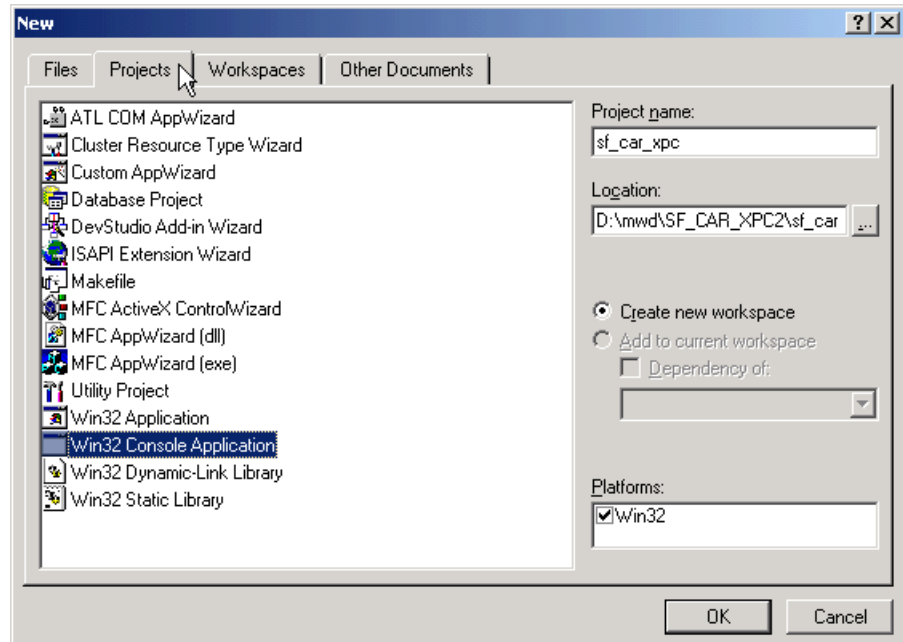 New
Files Projects Workspaces Other Documents
ATL COM AppWizard
Cluster Resource Type Wizard
Custom AppWizard
Database Project
DevStudio Add-in Wizard
ISAPI Extension Wizard
Makefile
MFC ActiveX ControlWizard
MFC AppWizard (dll)
MFC AppWizard (exe)
Utility Project
Win32 Application
Win32 Console Application
Win32 Dynamic-Link Library
Win32 Static Library
Project name:
sf_car_xpc
Location:
D:\mwd\SF_CAR_XPC2\sf_car ...
Create new workspace
Add to current workspace
Dependency of:
Platforms:
Win32
OK Cancel